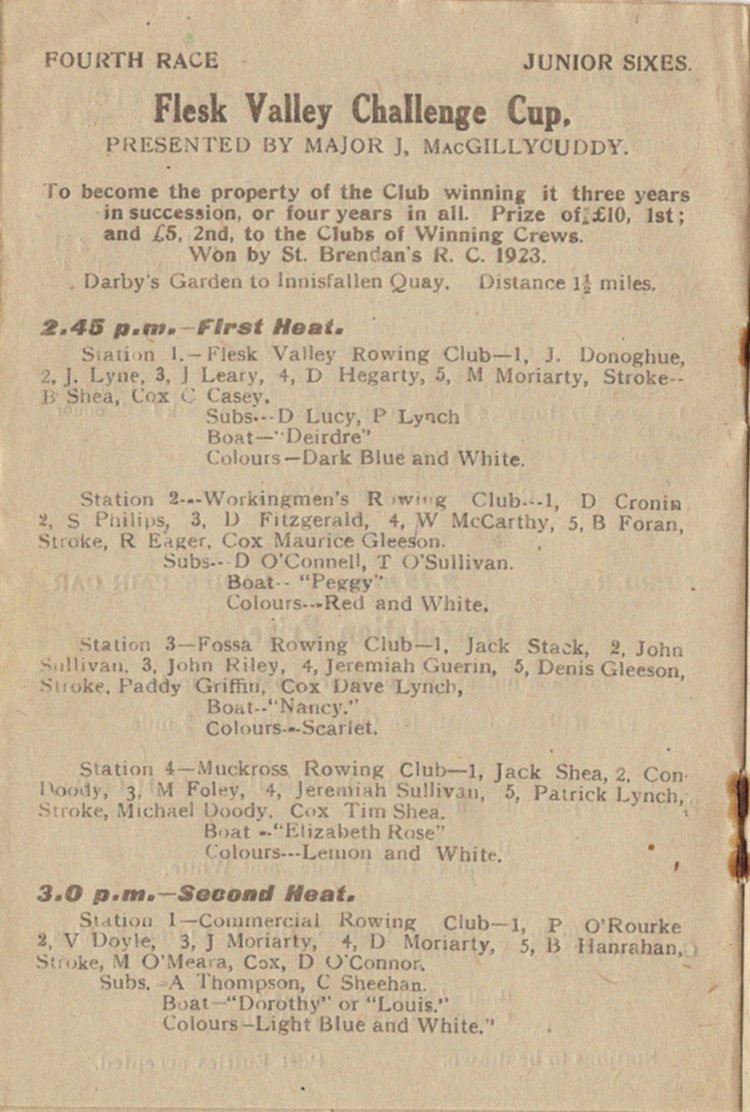 FOURTH RACE JUNIOR SIXES.
Flesk Valley Challenge Cup.
PRESENTED BY MAJOR J, MACGILLYCUDDY.
To become the property of the Club winning it three years
in succession, or four years in all. Prize of £10, 1st;
and £5, 2nd, to the Clubs of Winning Crews.
Won by St. Brendan's R. C. 1923.
Darby's Garden to Innisfallen Quay. Distance 1½ miles.
2.45 p.m.—First Heat.
Station 1.—Flesk Valley Rowing Club—1, J. Donoghue,
2, J. Lyne, 3, J Leary, 4, D Hegarty, 5, M Moriarty, Stroke--
B Shea, Cox C Casey.
Subs---D Lucy, P Lynch
Boat—"Deirdre"
Colours—Dark Blue and White.
Station 2---Workingmen's Rowing Club---1, D Cronin
2, S Philips, 3, D Fitzgerald, 4, W McCarthy, 5, B Foran,
Stroke, R Eager, Cox Maurice Gleeson.
Subs-- D O'Connell, T O'Sullivan.
Boat-- "Peggy"
Colours---Red and White.
Station 3—Fossa Rowing Club—1, Jack Stack, 2, John
Sullivan, 3, John Riley, 4, Jeremiah Guerin, 5, Denis Gleeson,
Stroke, Paddy Griffin, Cox Dave Lynch,
Boat--"Nancy."
Colours---Scarlet.
Station 4—Muckross Rowing Club—1, Jack Shea, 2, Con
Doody, 3, M Foley, 4, Jeremiah Sullivan, 5, Patrick Lynch,
Stroke, Michael Doody, Cox Tim Shea.
Boat --"Elizabeth Rose"
Colours---Lemon and White.
3.0 p.m.—Second Heat.
Station 1—Commercial Rowing Club—1, P O'Rourke
2, V Doyle, 3, J Moriarty, 4, D Moriarty, 5, B Hanrahan,
Stroke, M O'Meara, Cox, D O'Connor.
Subs. -A Thompson, C Sheehan.
Boat—"Dorothy" or "Louis."
Colours—Light Blue and White."